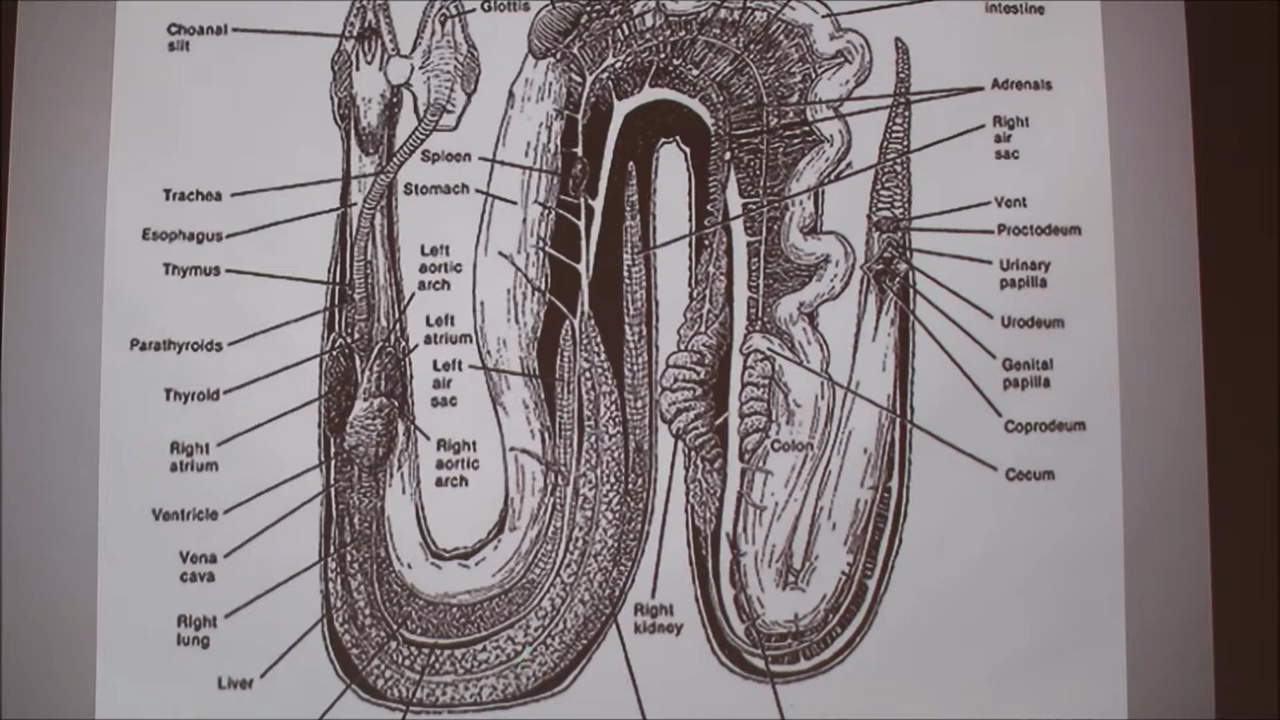 Glottis
Choanal
slit
Trachea
Esophagus
Thymus
Parathyroids
Thyroid
Right
atrium
Ventricle
Vena
cava
Right
lung
Liver
Spleen
Stomach
Left
aortic
arch
Left
atrium
Left
air
sac
Right
aortic
arch
Right
kidney
Colon
intestine
Adrenals
Right
air
sac
Vent
Proctodeum
Urinary
papilla
Urodeum
Genital
papilla
Coprodeum
Cecum